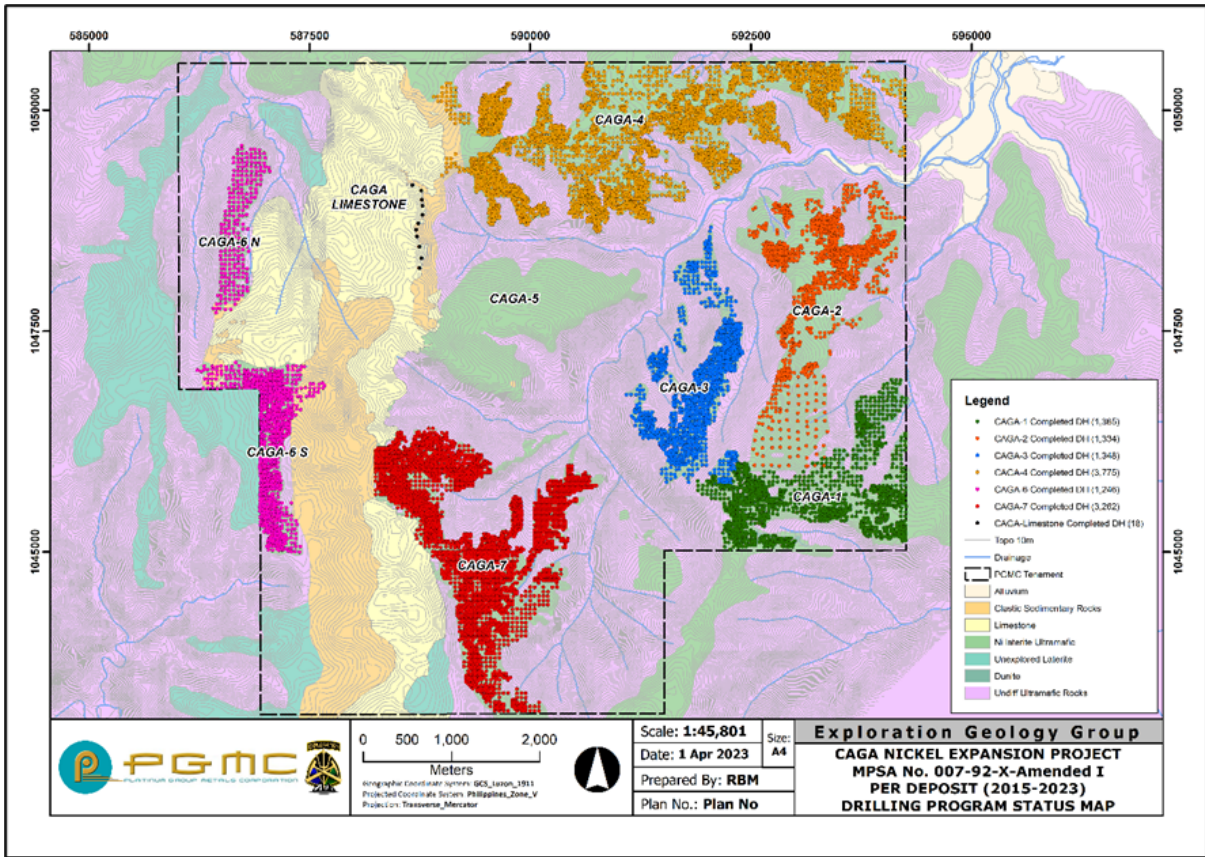 585000 587500 590000 592500 595000
1050000
1047500
1045000
1050000
1047500
1045000
CAGA-4
CAGA
LIMESTONE
CAGA-6 N
CAGA-5
CAGA-2
CAGA-3
CAGA-6 S
CAGA-1
CAGA-7
Legend
CAGA-1 Completed DH (1,385)
CAGA-2 Completed DH (1,334)
CAGA-3 Completed DH (1,348)
CAGA-4 Completed DH (3,775)
CAGA-6 Completed DH (1,246)
CAGA-7 Completed DH (3,262)
CAGA-Limestone Completed DH (18)
Topo 10m
Drainage
PGMC Tenement
Alluvium
Clastic Sedimentary Rocks
Limestone
Ni laterite Ultramafic
Unexplored Laterite
Dunite
Undiff Ultramafic Rocks
PGMC
PLATINUM GROUP METALS CORPORATION
0 500 1,000 2,000
Meters
Geographic Coordinate System: GCS_Luzon_1911
Projected Coordinate System: Philippines_Zone_V
Projection: Transverse_Mercator
Scale: 1:45,801
Date: 1 Apr 2023
Size:
A4
Prepared By: RBM
Plan No.: Plan No
Exploration Geology Group
CAGA NICKEL EXPANSION PROJECT
MPSA No. 007-92-X-Amended I
PER DEPOSIT (2015-2023)
DRILLING PROGRAM STATUS MAP